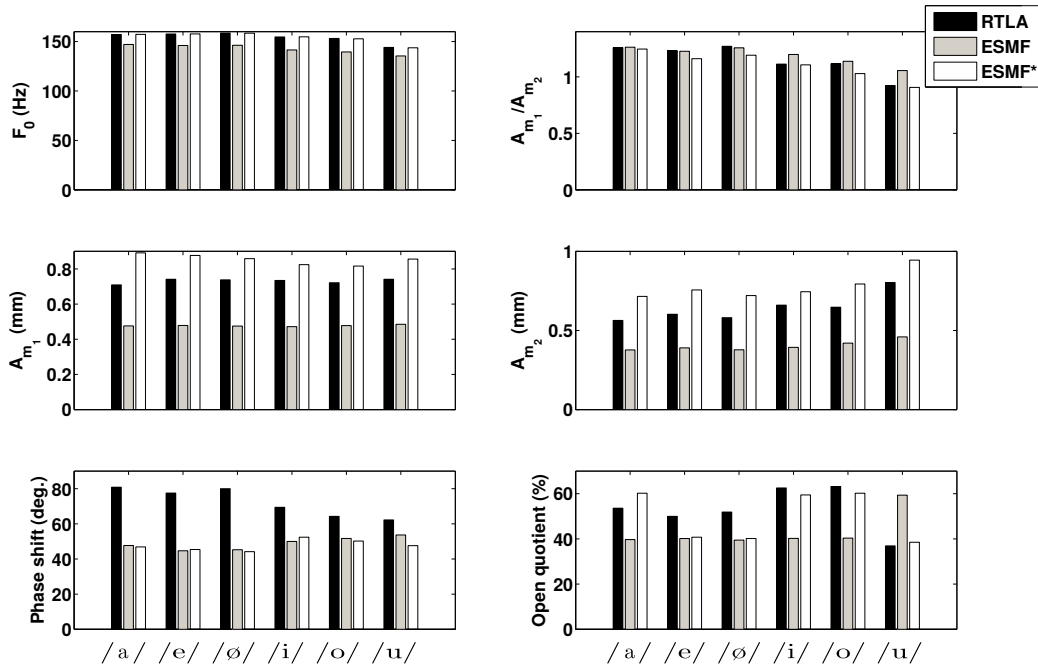 RTLA
ESMF
ESMF*
F0 (Hz)
150
100
50
0
Am1/Am2
1
0.5
0
Am1 (mm)
0.8
0.6
0.4
0.2
0
Am2 (mm)
1
0.5
0
Phase shift (deg.)
80
60
40
20
0
/a/ /e/ /ø/ /i/ /o/ /u/
Open quotient (%)
60
40
20
0
/a/ /e/ /ø/ /i/ /o/ /u/